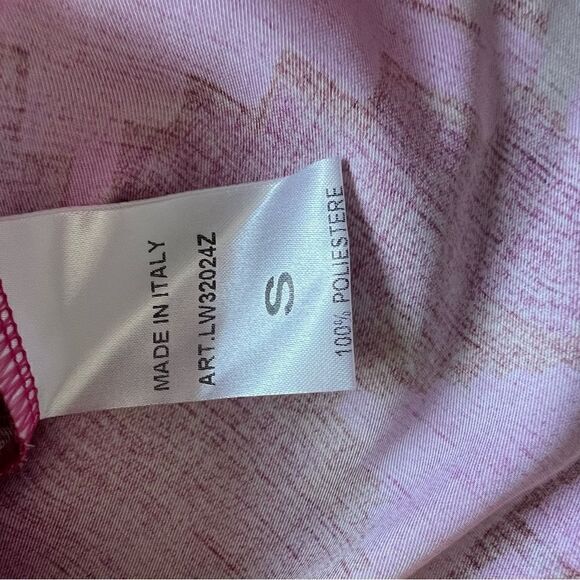 MADE IN ITALY
ART.LW32024Z
S
100% POLIESTERE